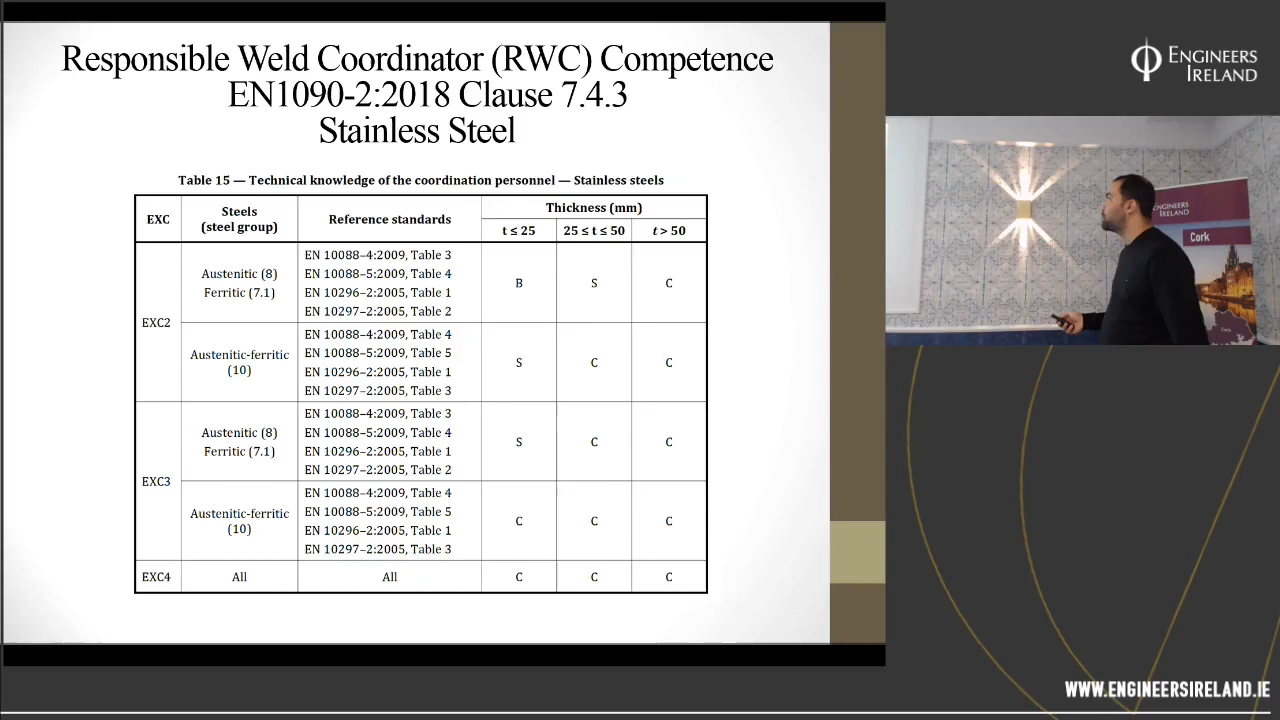 Responsible Weld Coordinator (RWC) Competence
EN1090-2:2018 Clause 7.4.3
Stainless Steel
Table 15 — Technical knowledge of the coordination personnel — Stainless steels
EXC
Steels
(steel group)
Reference standards
Thickness (mm)
t ≤ 25
25 ≤ t ≤ 50
t > 50
EXC2
Austenitic (8)
Ferritic (7.1)
EN 10088–4:2009, Table 3
EN 10088–5:2009, Table 4
EN 10296–2:2005, Table 1
EN 10297–2:2005, Table 2
B
S
C
Austenitic-ferritic
(10)
EN 10088–4:2009, Table 4
EN 10088–5:2009, Table 5
EN 10296–2:2005, Table 1
EN 10297–2:2005, Table 3
S
C
C
EXC3
Austenitic (8)
Ferritic (7.1)
EN 10088–4:2009, Table 3
EN 10088–5:2009, Table 4
EN 10296–2:2005, Table 1
EN 10297–2:2005, Table 2
S
C
C
Austenitic-ferritic
(10)
EN 10088–4:2009, Table 4
EN 10088–5:2009, Table 5
EN 10296–2:2005, Table 1
EN 10297–2:2005, Table 3
C
C
C
EXC4
All
All
C
C
C
ENGINEERS
IRELAND
ENGINEERS
IRELAND
Cork
WWW.ENGINEERSIRELAND.IE